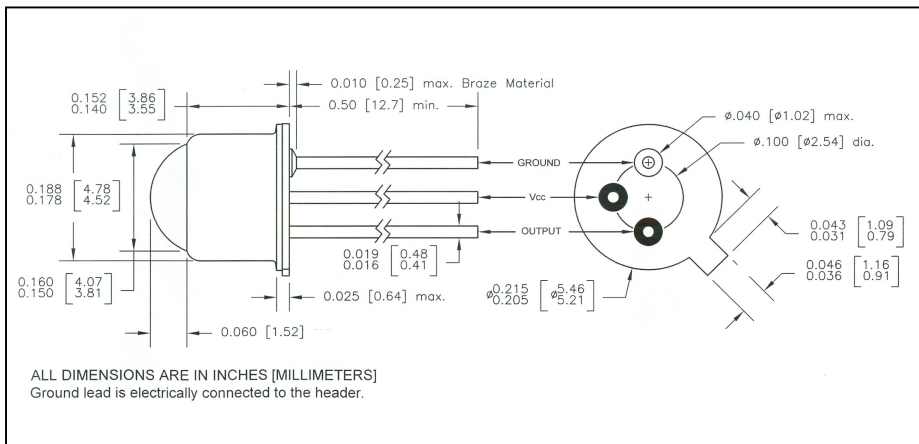 0.010 [0.25] max. Braze Material
0.152 [3.86]
0.140 [3.55]
0.50 [12.7] min.
ø.040 [ø1.02] max.
ø.100 [ø2.54] dia.
GROUND
0.188 [4.78]
0.178 [4.52]
Vcc
OUTPUT
0.043 [1.09]
0.031 [0.79]
0.019 [0.48]
0.016 [0.41]
0.046 [1.16]
0.036 [0.91]
0.160 [4.07]
0.150 [3.81]
0.025 [0.64] max.
ø0.215 [ø5.46]
0.205 [5.21]
0.060 [1.52]
ALL DIMENSIONS ARE IN INCHES [MILLIMETERS]
Ground lead is electrically connected to the header.